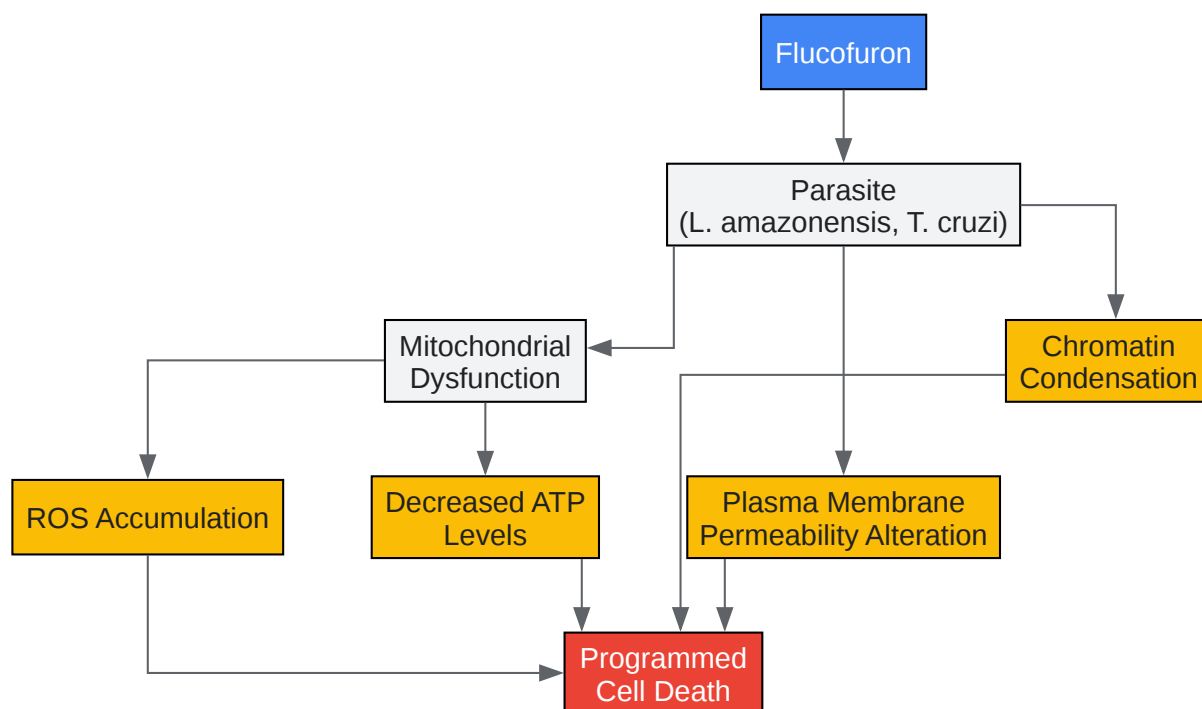 Flucofuron
Parasite
(L. amazonensis, T. cruzi)
Mitochondrial
Dysfunction
Chromatin
Condensation
ROS Accumulation
Decreased ATP
Levels
Plasma Membrane
Permeability Alteration
Programmed
Cell Death